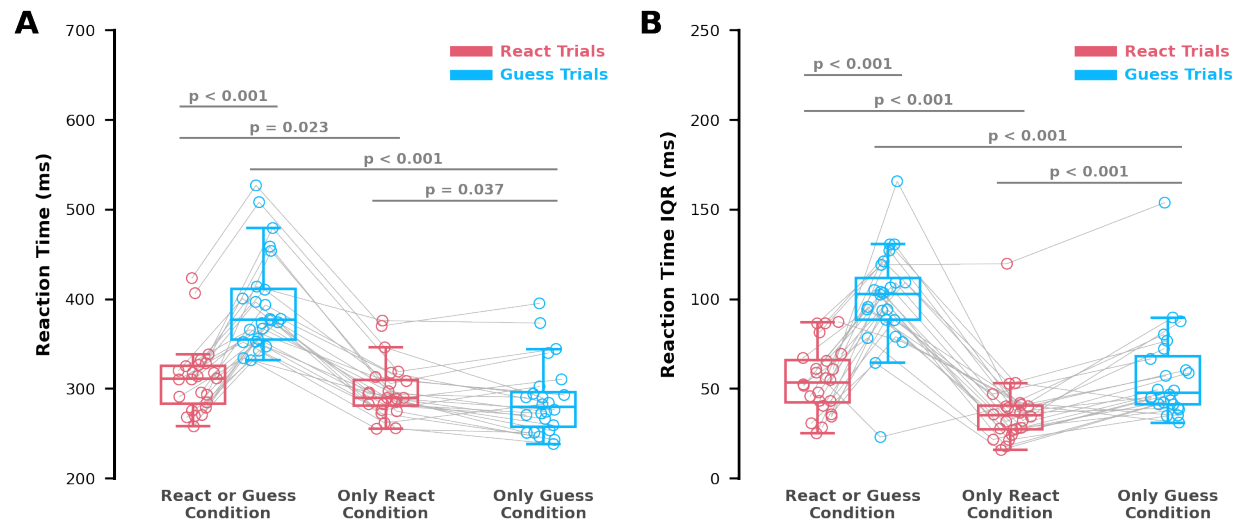 A
700
600
500
400
300
200
Reaction Time (ms)
React Trials
Guess Trials
p < 0.001
p = 0.023
p < 0.001
p = 0.037
React or Guess
Condition
Only React
Condition
Only Guess
Condition
B
250
200
150
100
50
0
Reaction Time IQR (ms)
React Trials
Guess Trials
p < 0.001
p < 0.001
p < 0.001
p < 0.001
React or Guess
Condition
Only React
Condition
Only Guess
Condition